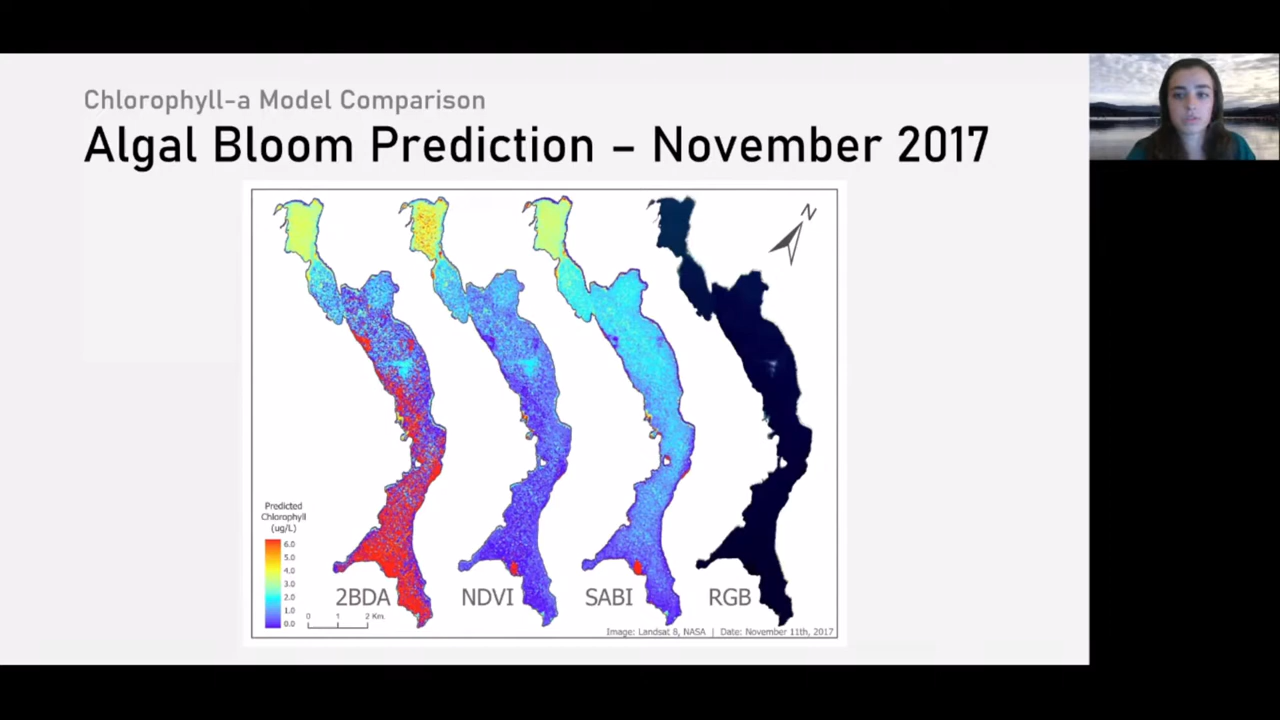 Chlorophyll-a Model Comparison
Algal Bloom Prediction – November 2017
N
Predicted
Chlorophyll
(ug/L)
6.0
5.0
4.0
3.0
2.0
1.0
0.0
0 1 2 Km.
2BDA
NDVI
SABI
RGB
Image: Landsat 8, NASA | Date: November 11th, 2017